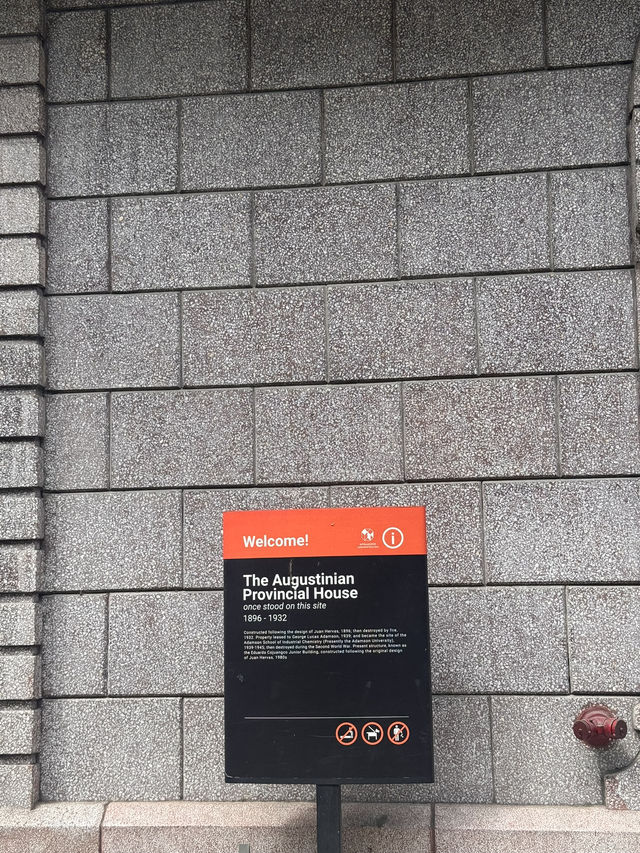 Welcome!
i
The Augustinian
Provincial House
once stood on this site
1896 - 1932
Constructed following the design of Juan Hervas, 1896; then destroyed by fire,
1932. Property leased to George Lucas Adamson, 1939; and became the site of the
Adamson School of Industrial Chemistry (Presently the Adamson University),
1939-1945; then destroyed during the Second World War. Present structure, known as
the Eduardo Cojuangco Junior Building, constructed following the original design
of Juan Hervas, 1980s